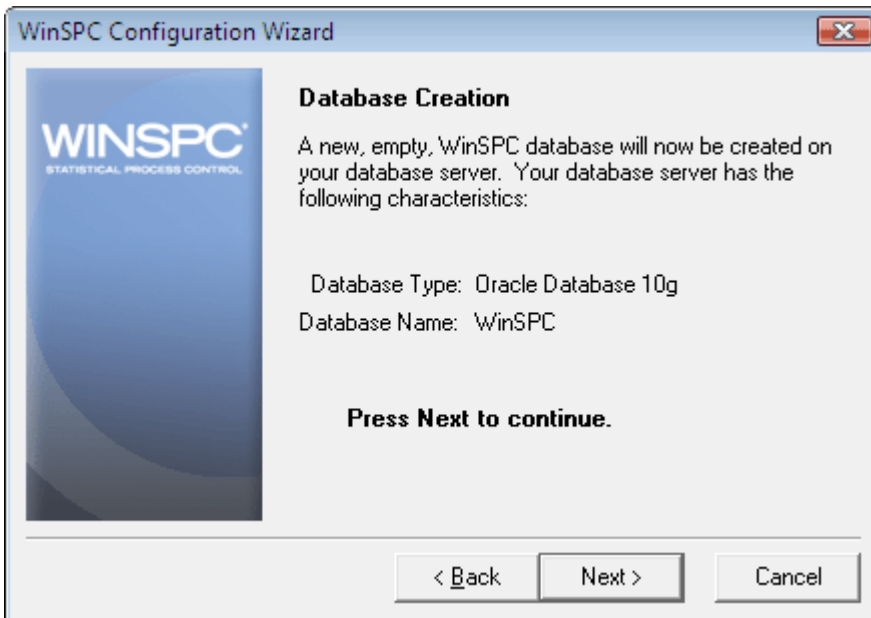 WinSPC Configuration Wizard
WINSPC
STATISTICAL PROCESS CONTROL
Database Creation
A new, empty, WinSPC database will now be created on
your database server.  Your database server has the
following characteristics:
Database Type: Oracle Database 10g
Database Name: WinSPC
Press Next to continue.
< Back Next > Cancel